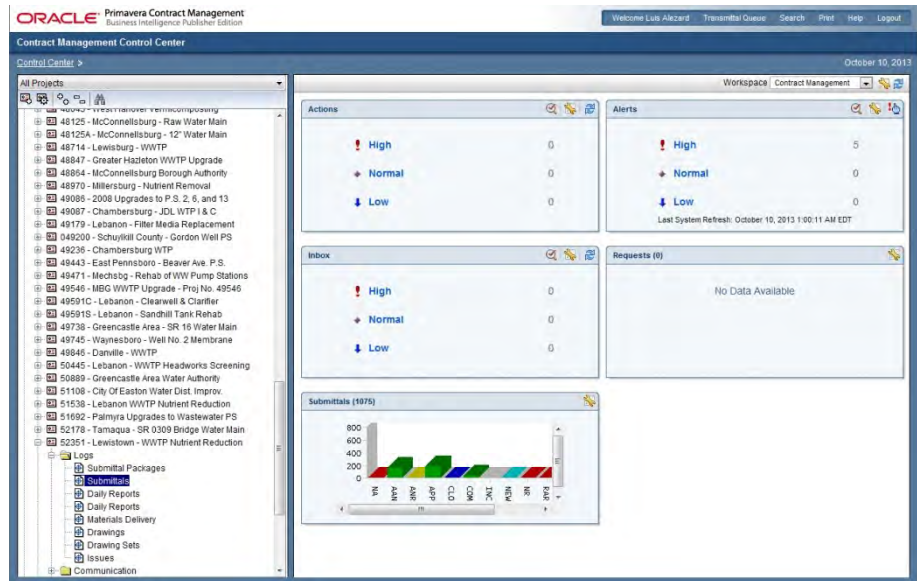 ORACLE Primavera Contract Management
Business Intelligence Publisher Edition
Welcome Luis Alezard Transmittal Queue Search Print Help Logout
Contract Management Control Center
Control Center >
October 10, 2013
All Projects
Workspace Contract Management
48125 - McConnellsburg - Raw Water Main
48125A - McConnellsburg - 12" Water Main
48714 - Lewisburg - WWTP
48847 - Greater Hazleton WWTP Upgrade
48864 - McConnellsburg Borough Authority
48970 - Millersburg - Nutrient Removal
49086 - 2008 Upgrades to P.S. 2, 6, and 13
49087 - Chambersburg - JDL WTP I & C
49179 - Lebanon - Filter Media Replacement
049200 - Schuylkill County - Gordon Well PS
49236 - Chambersburg WTP
49443 - East Pennsboro - Beaver Ave. P.S.
49471 - Mechsbg - Rehab of WW Pump Stations
49546 - MBG WWTP Upgrade - Proj No. 49546
49591C - Lebanon - Clearwell & Clarifier
49591S - Lebanon - Sandhill Tank Rehab
49738 - Greencastle Area - SR 16 Water Main
49745 - Waynesboro - Well No. 2 Membrane
49846 - Danville - WWTP
50445 - Lebanon - WWTP Headworks Screening
50889 - Greencastle Area Water Authority
51108 - City Of Easton Water Dist. Improv.
51538 - Lebanon WWTP Nutrient Reduction
51692 - Palmyra Upgrades to Wastewater PS
52178 - Tamaqua - SR 0309 Bridge Water Main
52351 - Lewistown - WWTP Nutrient Reduction
Logs
Submittal Packages
Submittals
Daily Reports
Daily Reports
Materials Delivery
Drawings
Drawing Sets
Issues
Communication
Actions
High 0
Normal 0
Low 0
Alerts
High 5
Normal 0
Low 0
Last System Refresh: October 10, 2013 1:00:11 AM EDT
Inbox
High 0
Normal 0
Low 0
Requests (0)
No Data Available
Submittals (1075)
800
600
400
200
0
NA AAN ANR APP CLO COM INC NEW NR RAR